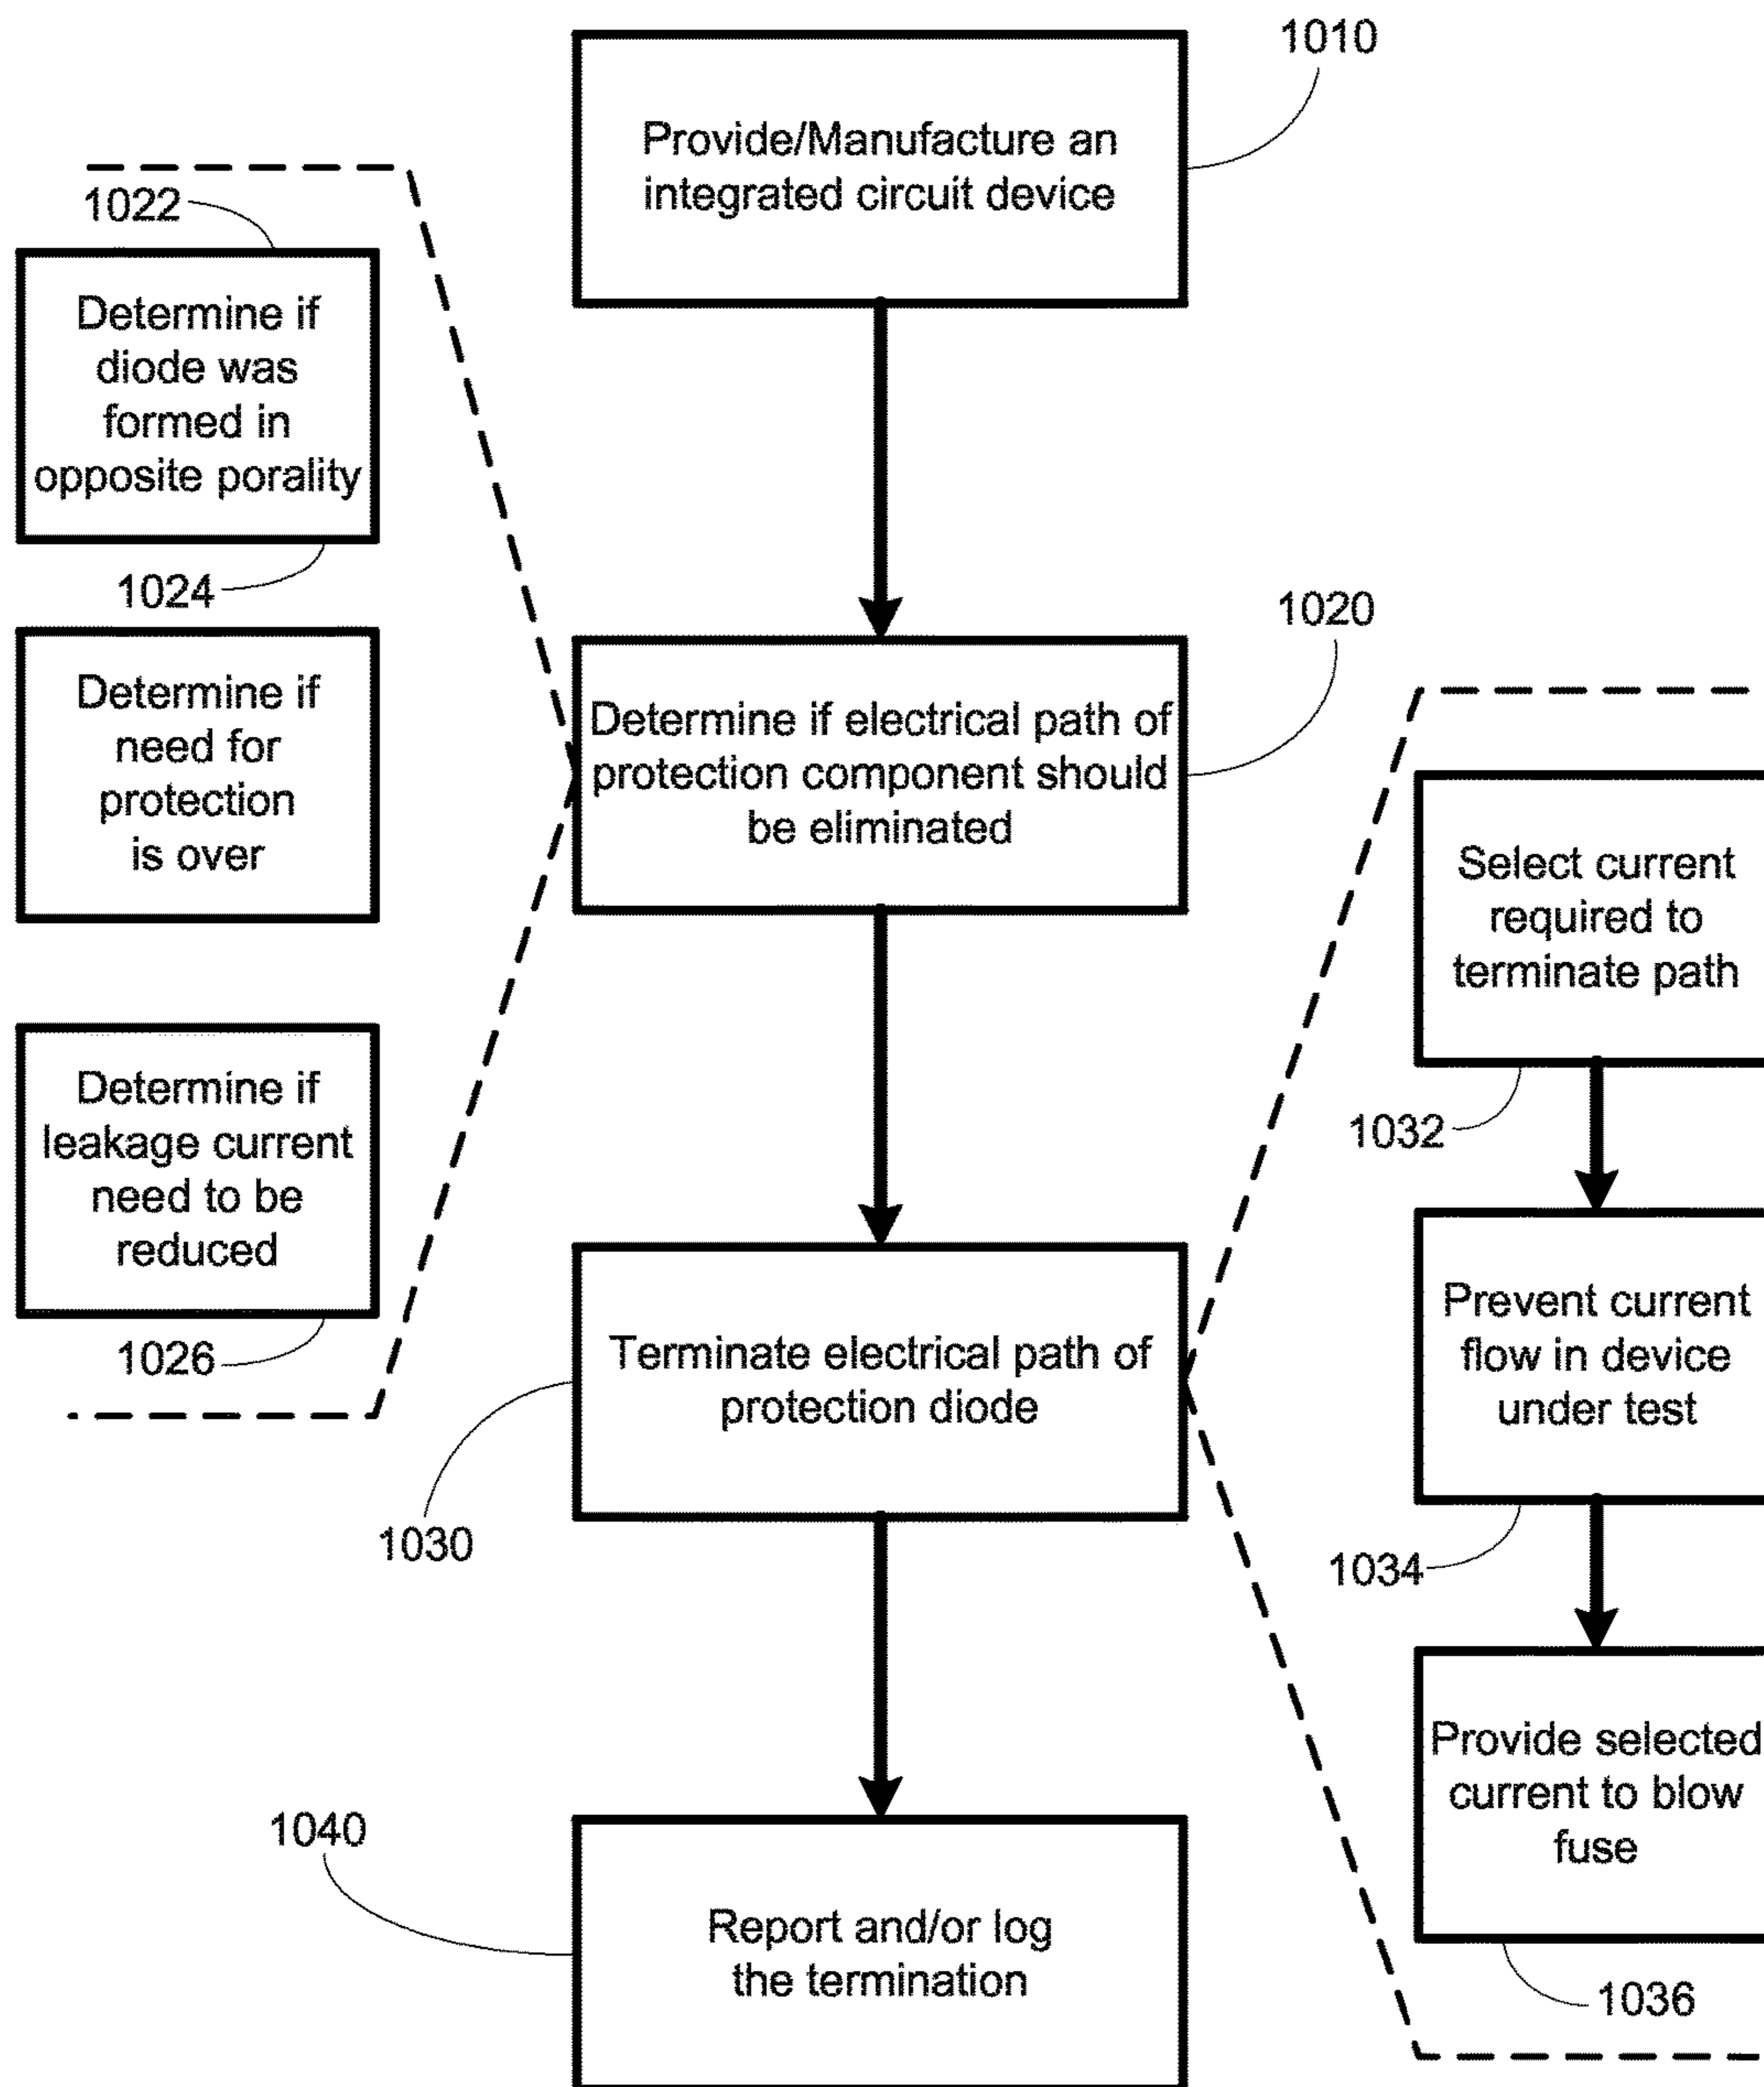 1010
Provide/Manufacture an
integrated circuit device
1022
Determine if
diode was
formed in
opposite porality
1024
Determine if
need for
protection
is over
Determine if
leakage current
need to be
reduced
1026
1020
Determine if electrical path of
protection component should
be eliminated
Terminate electrical path of
protection diode
1030
Select current
required to
terminate path
1032
Prevent current
flow in device
under test
1034
Provide selected
current to blow
fuse
1036
1040
Report and/or log
the termination